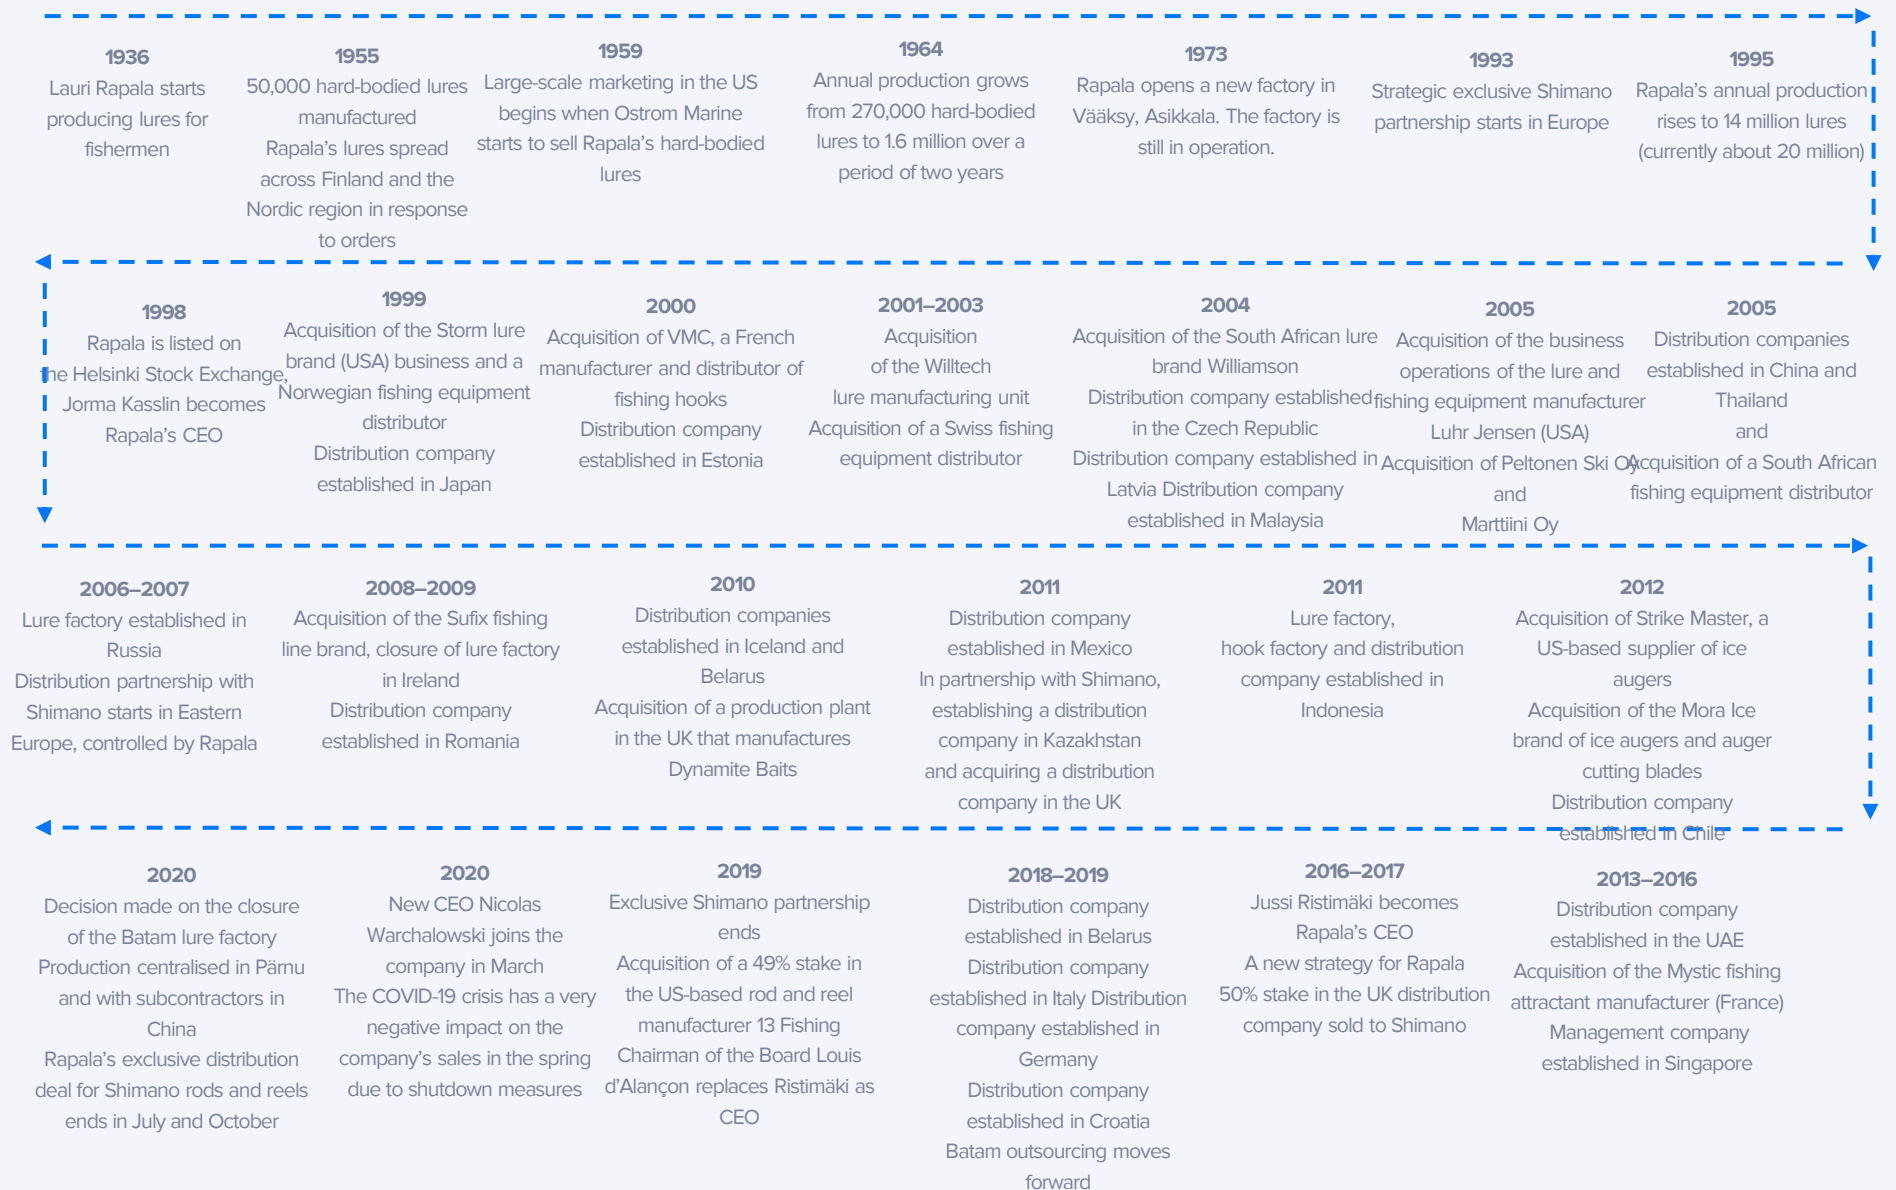 1936
Lauri Rapala starts
producing lures for
fishermen
1955
50,000 hard-bodied lures
manufactured
Rapala's lures spread
across Finland and the
Nordic region in response
to orders
1959
Large-scale marketing in the US
begins when Ostrom Marine
starts to sell Rapala's hard-bodied
lures
1964
Annual production grows
from 270,000 hard-bodied
lures to 1.6 million over a
period of two years
1973
Rapala opens a new factory in
Vääksy, Asikkala. The factory is
still in operation.
1993
Strategic exclusive Shimano
partnership starts in Europe
1995
Rapala's annual production
rises to 14 million lures
(currently about 20 million)
1998
Rapala is listed on
the Helsinki Stock Exchange,
Jorma Kasslin becomes
Rapala's CEO
1999
Acquisition of the Storm lure
brand (USA) business and a
Norwegian fishing equipment
distributor
Distribution company
established in Japan
2000
Acquisition of VMC, a French
manufacturer and distributor of
fishing hooks
Distribution company
established in Estonia
2001–2003
Acquisition
of the Willtech
lure manufacturing unit
Acquisition of a Swiss fishing
equipment distributor
2004
Acquisition of the South African lure
brand Williamson
Distribution company established
in the Czech Republic
Distribution company established in
Latvia Distribution company
established in Malaysia
2005
Acquisition of the business
operations of the lure and
fishing equipment manufacturer
Luhr Jensen (USA)
Acquisition of Peltonen Ski Oy
and
Marttiini Oy
2005
Distribution companies
established in China and
Thailand
and
Acquisition of a South African
fishing equipment distributor
2006–2007
Lure factory established in
Russia
Distribution partnership with
Shimano starts in Eastern
Europe, controlled by Rapala
2008–2009
Acquisition of the Sufix fishing
line brand, closure of lure factory
in Ireland
Distribution company
established in Romania
2010
Distribution companies
established in Iceland and
Belarus
Acquisition of a production plant
in the UK that manufactures
Dynamite Baits
2011
Distribution company
established in Mexico
In partnership with Shimano,
establishing a distribution
company in Kazakhstan
and acquiring a distribution
company in the UK
2011
Lure factory,
hook factory and distribution
company established in
Indonesia
2012
Acquisition of Strike Master, a
US-based supplier of ice
augers
Acquisition of the Mora Ice
brand of ice augers and auger
cutting blades
Distribution company
established in Chile
2020
Decision made on the closure
of the Batam lure factory
Production centralised in Pärnu
and with subcontractors in
China
Rapala's exclusive distribution
deal for Shimano rods and reels
ends in July and October
2020
New CEO Nicolas
Warchalowski joins the
company in March
The COVID-19 crisis has a very
negative impact on the
company's sales in the spring
due to shutdown measures
2019
Exclusive Shimano partnership
ends
Acquisition of a 49% stake in
the US-based rod and reel
manufacturer 13 Fishing
Chairman of the Board Louis
d'Alançon replaces Ristimäki as
CEO
2018–2019
Distribution company
established in Belarus
Distribution company
established in Italy Distribution
company established in
Germany
Distribution company
established in Croatia
Batam outsourcing moves
forward
2016–2017
Jussi Ristimäki becomes
Rapala's CEO
A new strategy for Rapala
50% stake in the UK distribution
company sold to Shimano
2013–2016
Distribution company
established in the UAE
Acquisition of the Mystic fishing
attractant manufacturer (France)
Management company
established in Singapore